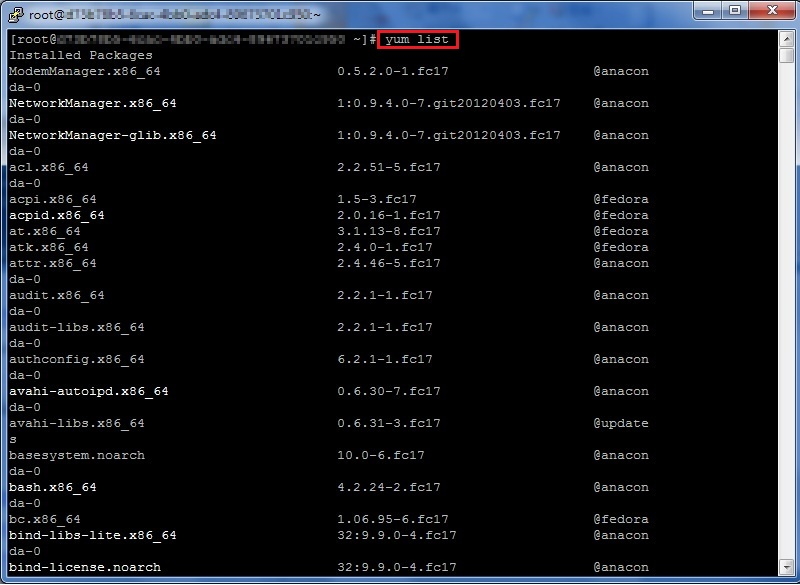 root@
[root@ ~]# yum list
Installed Packages
ModemManager.x86_64 0.5.2.0-1.fc17 @anacon
da-0
NetworkManager.x86_64 1:0.9.4.0-7.git20120403.fc17 @anacon
da-0
NetworkManager-glib.x86_64 1:0.9.4.0-7.git20120403.fc17 @anacon
da-0
acl.x86_64 2.2.51-5.fc17 @anacon
da-0
acpi.x86_64 1.5-3.fc17 @fedora
acpid.x86_64 2.0.16-1.fc17 @fedora
at.x86_64 3.1.13-8.fc17 @fedora
atk.x86_64 2.4.0-1.fc17 @fedora
attr.x86_64 2.4.46-5.fc17 @anacon
da-0
audit.x86_64 2.2.1-1.fc17 @anacon
da-0
audit-libs.x86_64 2.2.1-1.fc17 @anacon
da-0
authconfig.x86_64 6.2.1-1.fc17 @anacon
da-0
avahi-autoipd.x86_64 0.6.30-7.fc17 @anacon
da-0
avahi-libs.x86_64 0.6.31-3.fc17 @update
s
basesystem.noarch 10.0-6.fc17 @anacon
da-0
bash.x86_64 4.2.24-2.fc17 @anacon
da-0
bc.x86_64 1.06.95-6.fc17 @fedora
bind-libs-lite.x86_64 32:9.9.0-4.fc17 @anacon
da-0
bind-license.noarch 32:9.9.0-4.fc17 @anacon